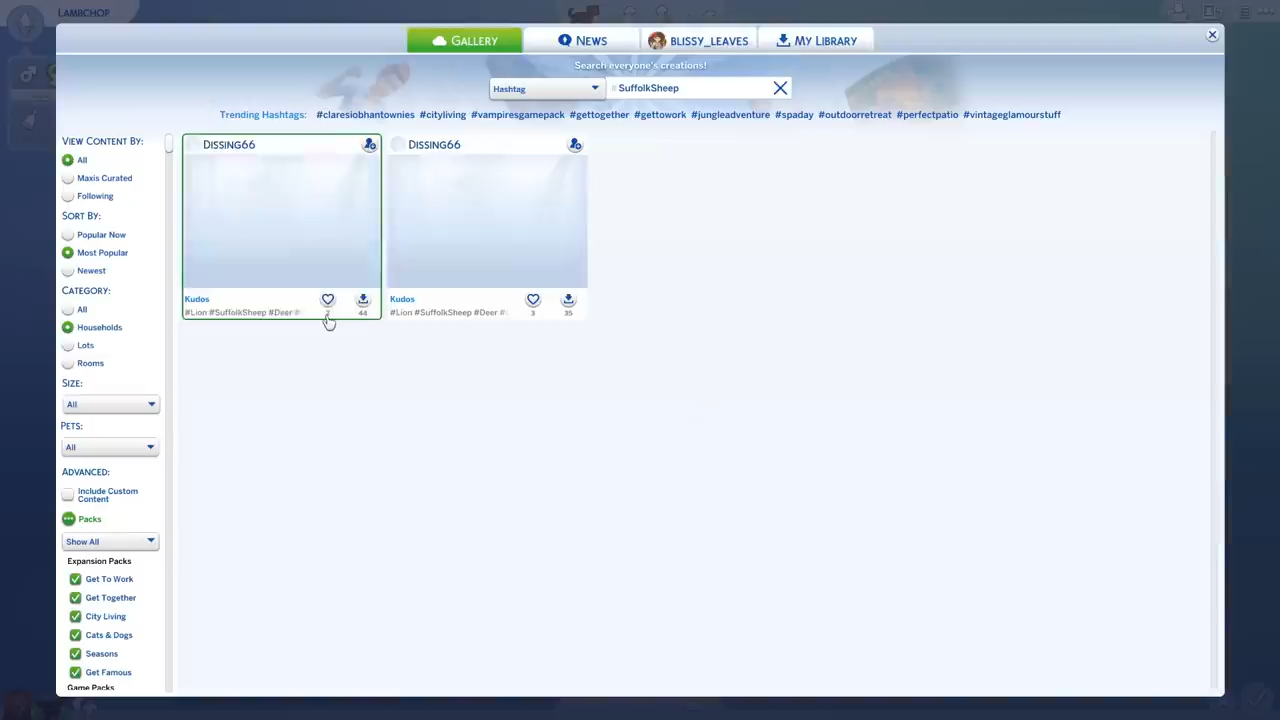 LAMBCHOP
GALLERY
NEWS
BLISSY_LEAVES
MY LIBRARY
Search everyone's creations!
Hashtag
# SuffolkSheep
Trending Hashtags: #claresiobhantownies #cityliving #vampiresgamepack #gettogether #gettowork #jungleadventure #spaday #outdoorretreat #perfectpatio #vintageglamourstuff
VIEW CONTENT BY:
All
Maxis Curated
Following
SORT BY:
Popular Now
Most Popular
Newest
CATEGORY:
All
Households
Lots
Rooms
SIZE:
All
PETS:
All
ADVANCED:
Include Custom
Content
Packs
Show All
Expansion Packs
Get To Work
Get Together
City Living
Cats & Dogs
Seasons
Get Famous
Game Packs
DISSING66
Kudos
#Lion #SuffolkSheep #Deer #
44
DISSING66
Kudos
#Lion #SuffolkSheep #Deer #
3
35